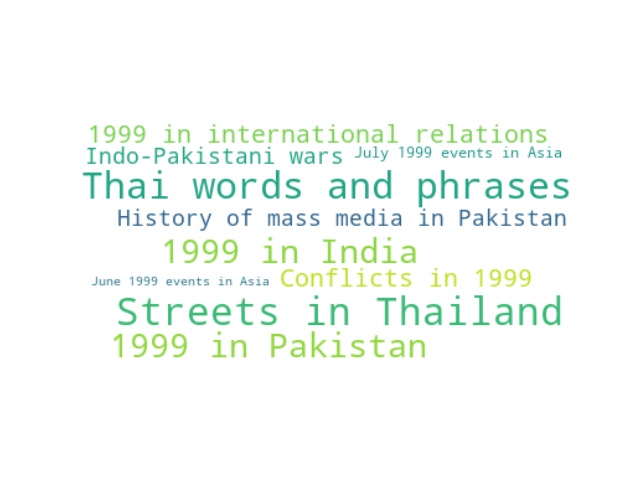 1999 in international relations
Indo-Pakistani wars
July 1999 events in Asia
Thai words and phrases
History of mass media in Pakistan
1999 in India
June 1999 events in Asia
Conflicts in 1999
Streets in Thailand
1999 in Pakistan